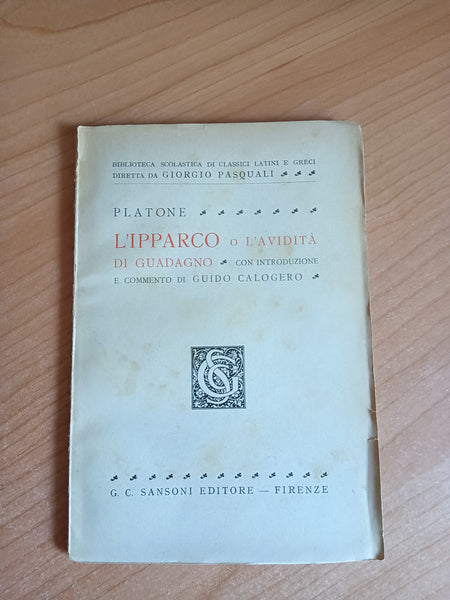 BIBLIOTECA SCOLASTICA DI CLASSICI LATINI E GRECI
DIRETTA DA GIORGIO PASQUALI
PLATONE
L'IPPARCO O L'AVIDITÀ
DI GUADAGNO CON INTRODUZIONE
E COMMENTO DI GUIDO CALOGERO
G. C. SANSONI EDITORE — FIRENZE